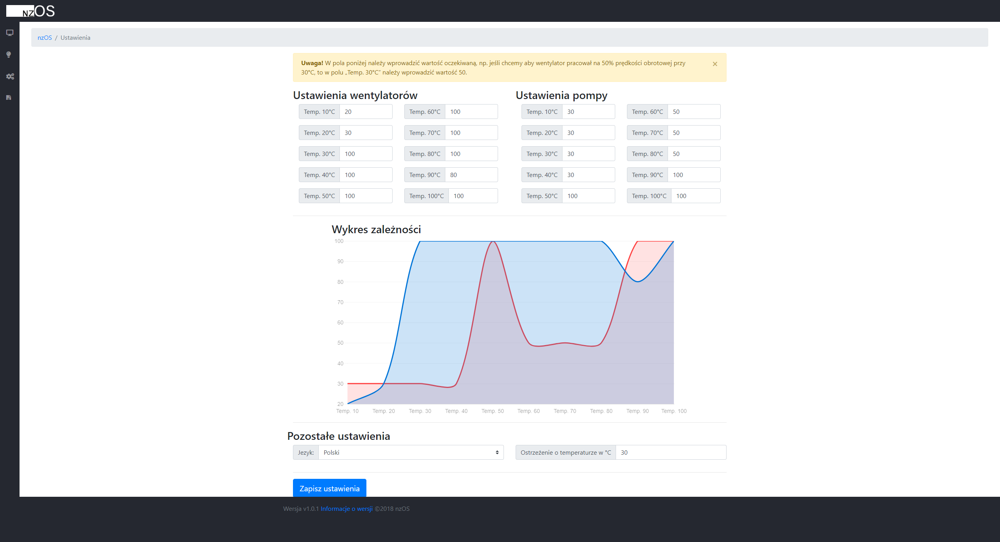 nzOS
nzOS / Ustawienia
Uwaga! W pola poniżej należy wprowadzić wartość oczekiwaną, np. jeśli chcemy aby wentylator pracował na 50% prędkości obrotowej przy
30°C, to w polu „Temp. 30°C” należy wprowadzić wartość 50.
×
Ustawienia wentylatorów
Temp. 10°C 20 Temp. 60°C 100
Temp. 20°C 30 Temp. 70°C 100
Temp. 30°C 100 Temp. 80°C 100
Temp. 40°C 100 Temp. 90°C 80
Temp. 50°C 100 Temp. 100°C 100
Ustawienia pompy
Temp. 10°C 30 Temp. 60°C 50
Temp. 20°C 30 Temp. 70°C 50
Temp. 30°C 30 Temp. 80°C 50
Temp. 40°C 30 Temp. 90°C 100
Temp. 50°C 100 Temp. 100°C 100
Wykres zależności
100
90
80
70
60
50
40
30
20
Temp. 10 Temp. 20 Temp. 30 Temp. 40 Temp. 50 Temp. 60 Temp. 70 Temp. 80 Temp. 90 Temp. 100
Pozostałe ustawienia
Jezyk: Polski Ostrzeżenie o temperaturze w °C 30
Zapisz ustawienia
Wersja v1.0.1 Informacje o wersji ©2018 nzOS